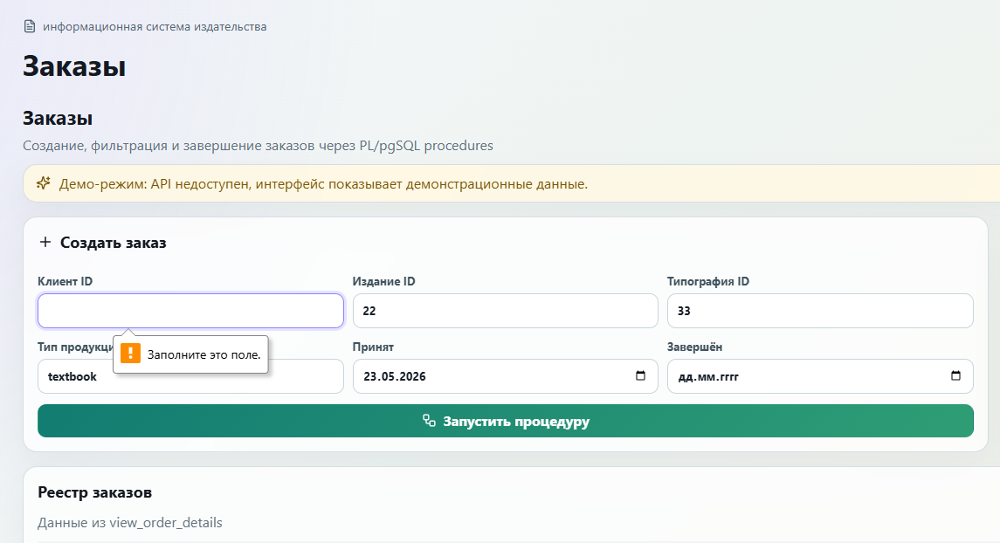 информационная система издательства
Заказы
Заказы
Создание, фильтрация и завершение заказов через PL/pgSQL procedures
Демо-режим: API недоступен, интерфейс показывает демонстрационные данные.
Создать заказ
Клиент ID Издание ID Типография ID
22 33
Тип продукци Принят Завершён
! Заполните это поле.
textbook 23.05.2026 дд.мм.гггг
Запустить процедуру
Реестр заказов
Данные из view_order_details